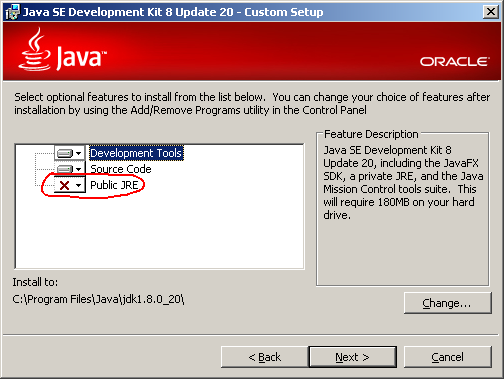 Java SE Development Kit 8 Update 20 - Custom Setup
Java™
ORACLE
Select optional features to install from the list below. You can change your choice of features after
installation by using the Add/Remove Programs utility in the Control Panel
Development Tools
Source Code
Public JRE
Feature Description
Java SE Development Kit 8
Update 20, including the JavaFX
SDK, a private JRE, and the Java
Mission Control tools suite. This
will require 180MB on your hard
drive.
Install to:
C:\Program Files\Java\jdk1.8.0_20\
Change...
< Back
Next >
Cancel